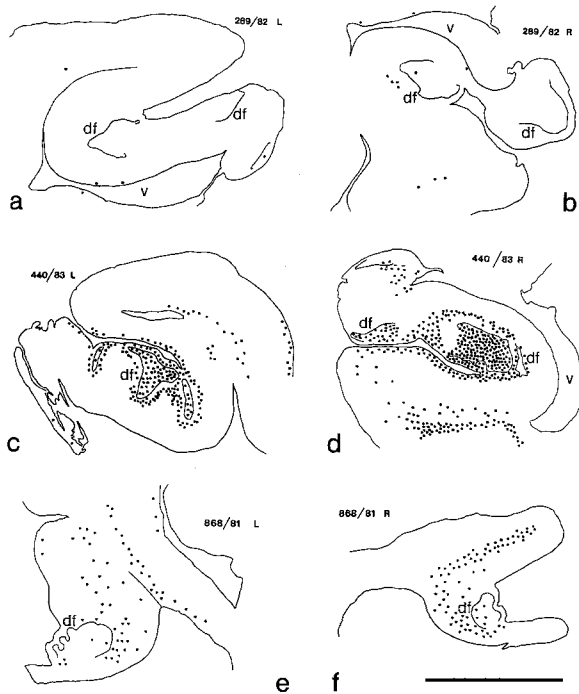 289/82 L
df
df
v
a
v
289/82 R
df
df
b
440/83 L
df
c
440/83 R
df
df
v
d
868/81 L
df
e
868/81 R
df
f